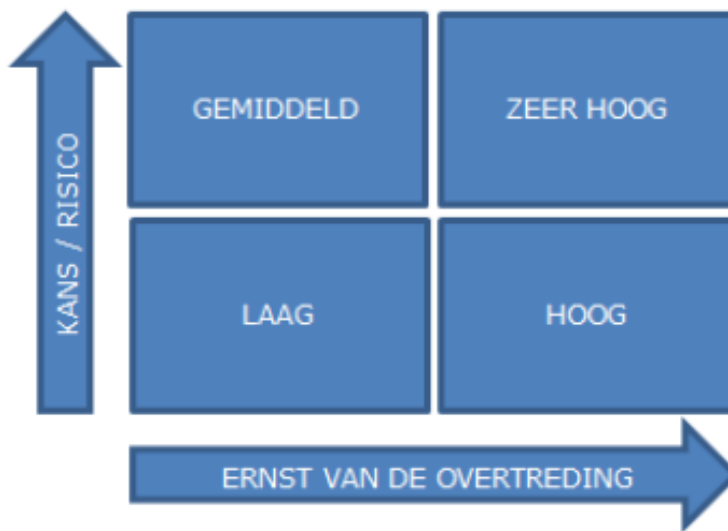 GEMIDDELD
ZEER HOOG
KANS / RISICO
LAAG
HOOG
ERNST VAN DE OVERTREDING